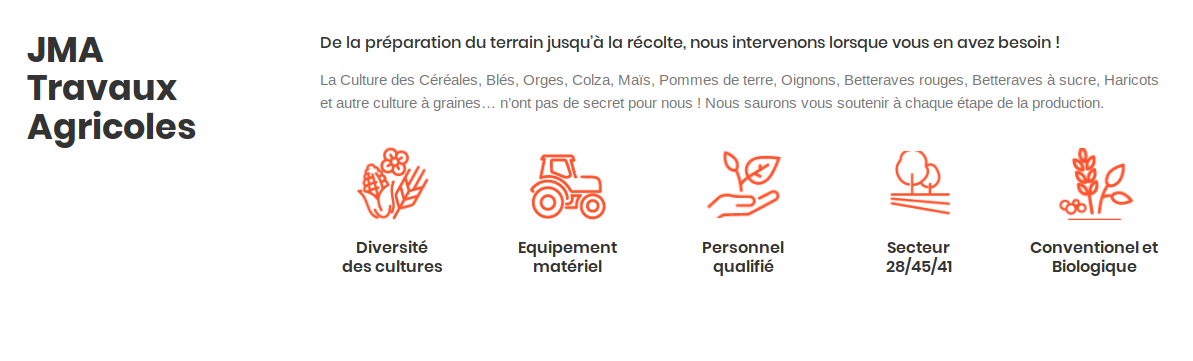 JMA
Travaux
Agricoles
De la préparation du terrain jusqu'à la récolte, nous intervenons lorsque vous en avez besoin !
La Culture des Céréales, Blés, Orges, Colza, Maïs, Pommes de terre, Oignons, Betteraves rouges, Betteraves à sucre, Haricots
et autre culture à graines… n'ont pas de secret pour nous ! Nous saurons vous soutenir à chaque étape de la production.
Diversité
des cultures
Equipement
matériel
Personnel
qualifié
Secteur
28/45/41
Conventionel et
Biologique